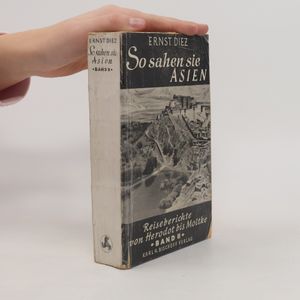 ERNST DIEZ
So sahen sie
Asien
BAND II
ERNST DIEZ
So sahen sie
ASIEN
Reiseberichte
von Herodot bis Moltke
BAND II
KARL H. BISCHOFF VERLAG